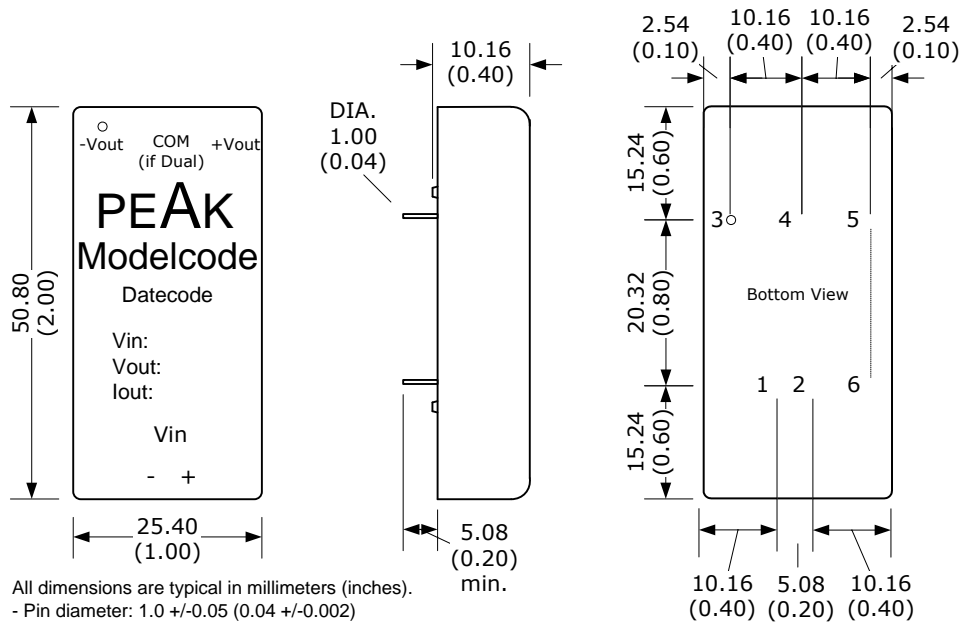 -Vout COM +Vout
(if Dual)
PEAK
Modelcode
Datecode
Vin:
Vout:
Iout:
Vin
- +
50.80
(2.00)
25.40
(1.00)
10.16
(0.40)
DIA.
1.00
(0.04)
5.08
(0.20)
min.
2.54
(0.10)
10.16
(0.40)
10.16
(0.40)
2.54
(0.10)
15.24
(0.60)
20.32
(0.80)
15.24
(0.60)
3 4 5
Bottom View
1 2 6
10.16
(0.40)
5.08
(0.20)
10.16
(0.40)
All dimensions are typical in millimeters (inches).
- Pin diameter: 1.0 +/-0.05 (0.04 +/-0.002)